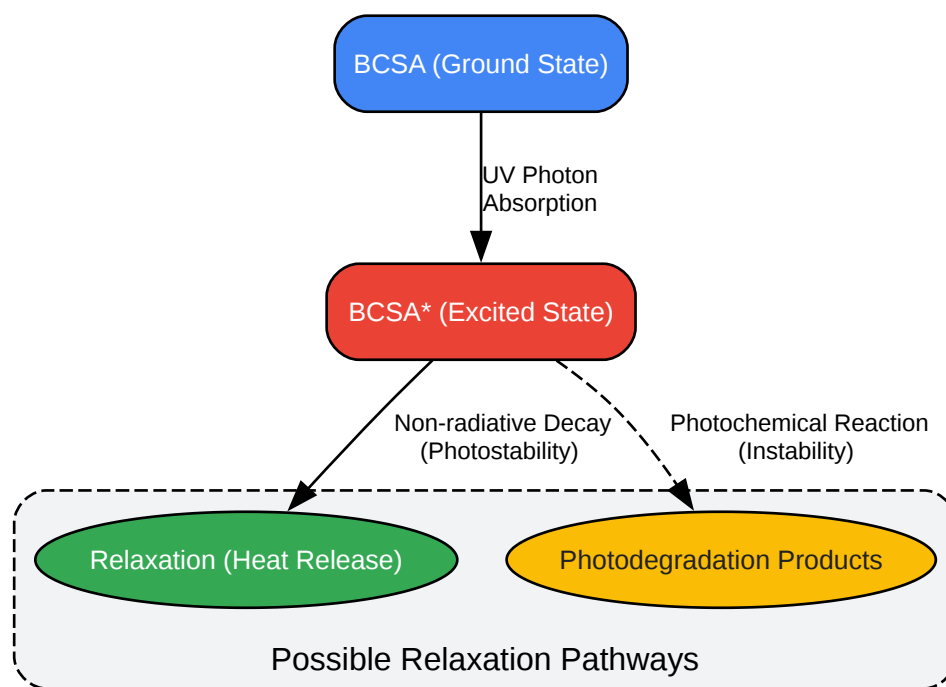 BCSA (Ground State)
UV Photon
Absorption
BCSA* (Excited State)
Non-radiative Decay
(Photostability)
Photochemical Reaction
(Instability)
Relaxation (Heat Release)
Photodegradation Products
Possible Relaxation Pathways